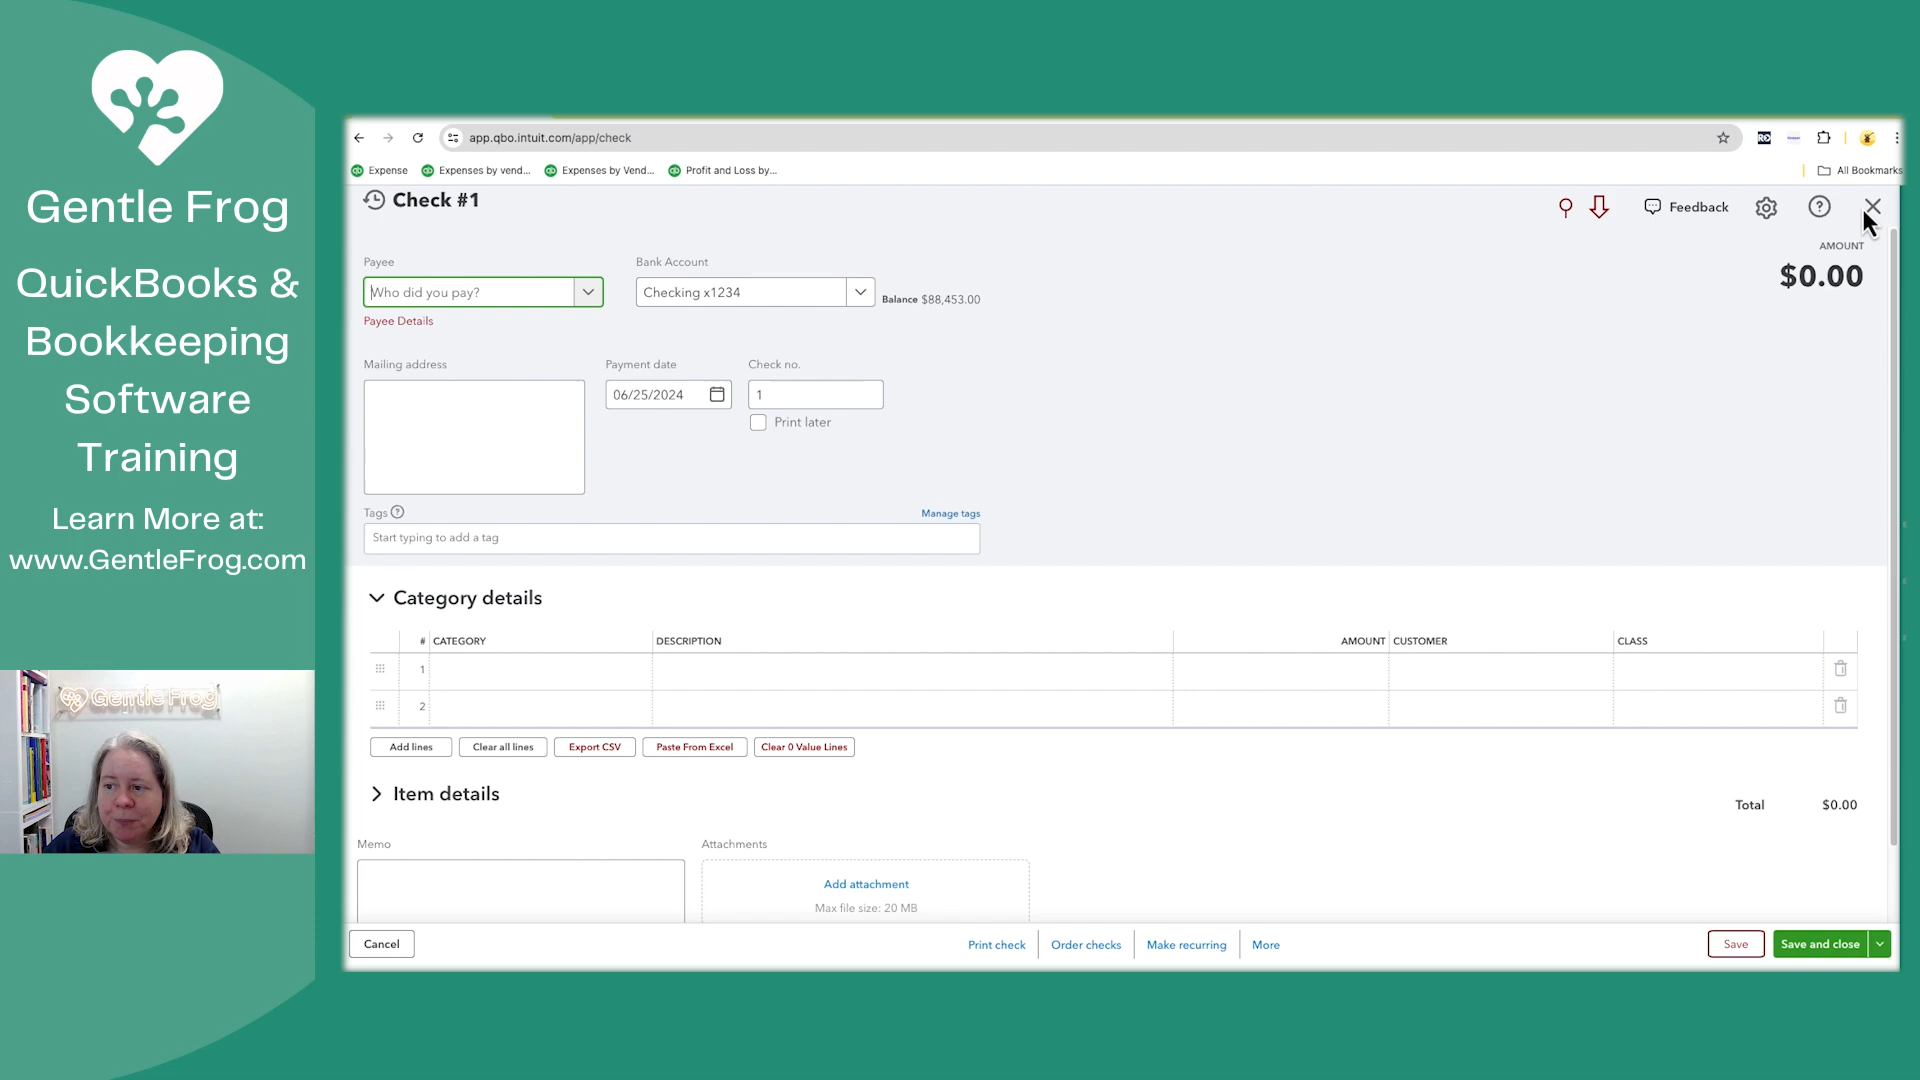 Gentle Frog
QuickBooks &
Bookkeeping
Software
Training
Learn More at:
www.GentleFrog.com
Gentle Frog
app.qbo.intuit.com/app/check
Expense
Expenses by vend...
Expenses by Vend...
Profit and Loss by...
All Bookmarks
Check #1
Feedback
AMOUNT
$0.00
Payee
Bank Account
Who did you pay?
Checking x1234
Balance $88,453.00
Payee Details
Mailing address
Payment date
Check no.
06/25/2024
1
Print later
Tags
Manage tags
Start typing to add a tag
Category details
# CATEGORY DESCRIPTION AMOUNT CUSTOMER CLASS
1
2
Add lines
Clear all lines
Export CSV
Paste From Excel
Clear 0 Value Lines
Item details
Total $0.00
Memo
Attachments
Add attachment
Max file size: 20 MB
Cancel
Print check
Order checks
Make recurring
More
Save
Save and close